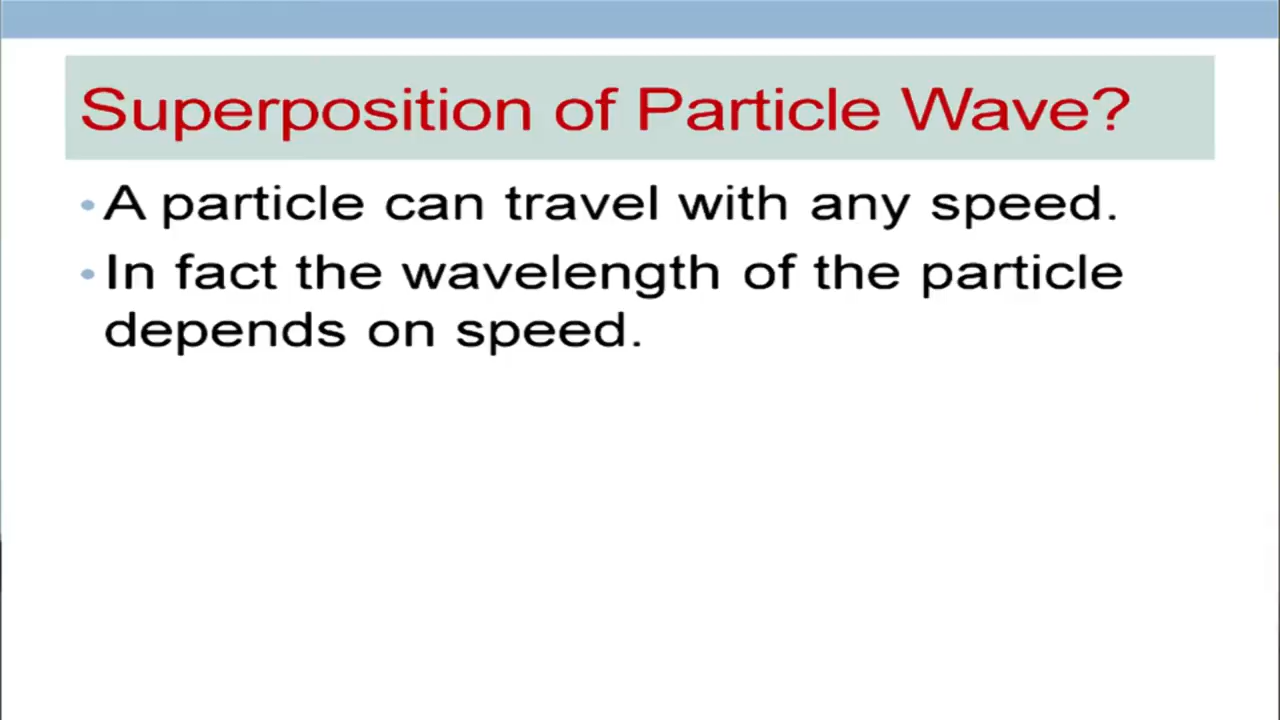 Superposition of Particle Wave?
• A particle can travel with any speed.
• In fact the wavelength of the particle
depends on speed.